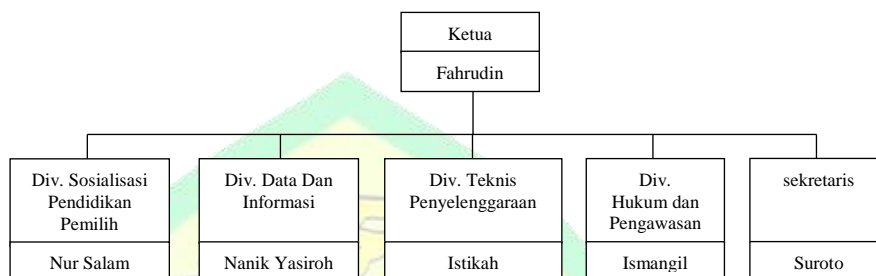 Ketua
Fahrudin
Div. Sosialisasi
Pendidikan
Pemilih
Nur Salam
Div. Data Dan
Informasi
Nanik Yasiroh
Div. Teknis
Penyelenggaraan
Istikah
Div.
Hukum dan
Pengawasan
Ismangil
sekretaris
Suroto